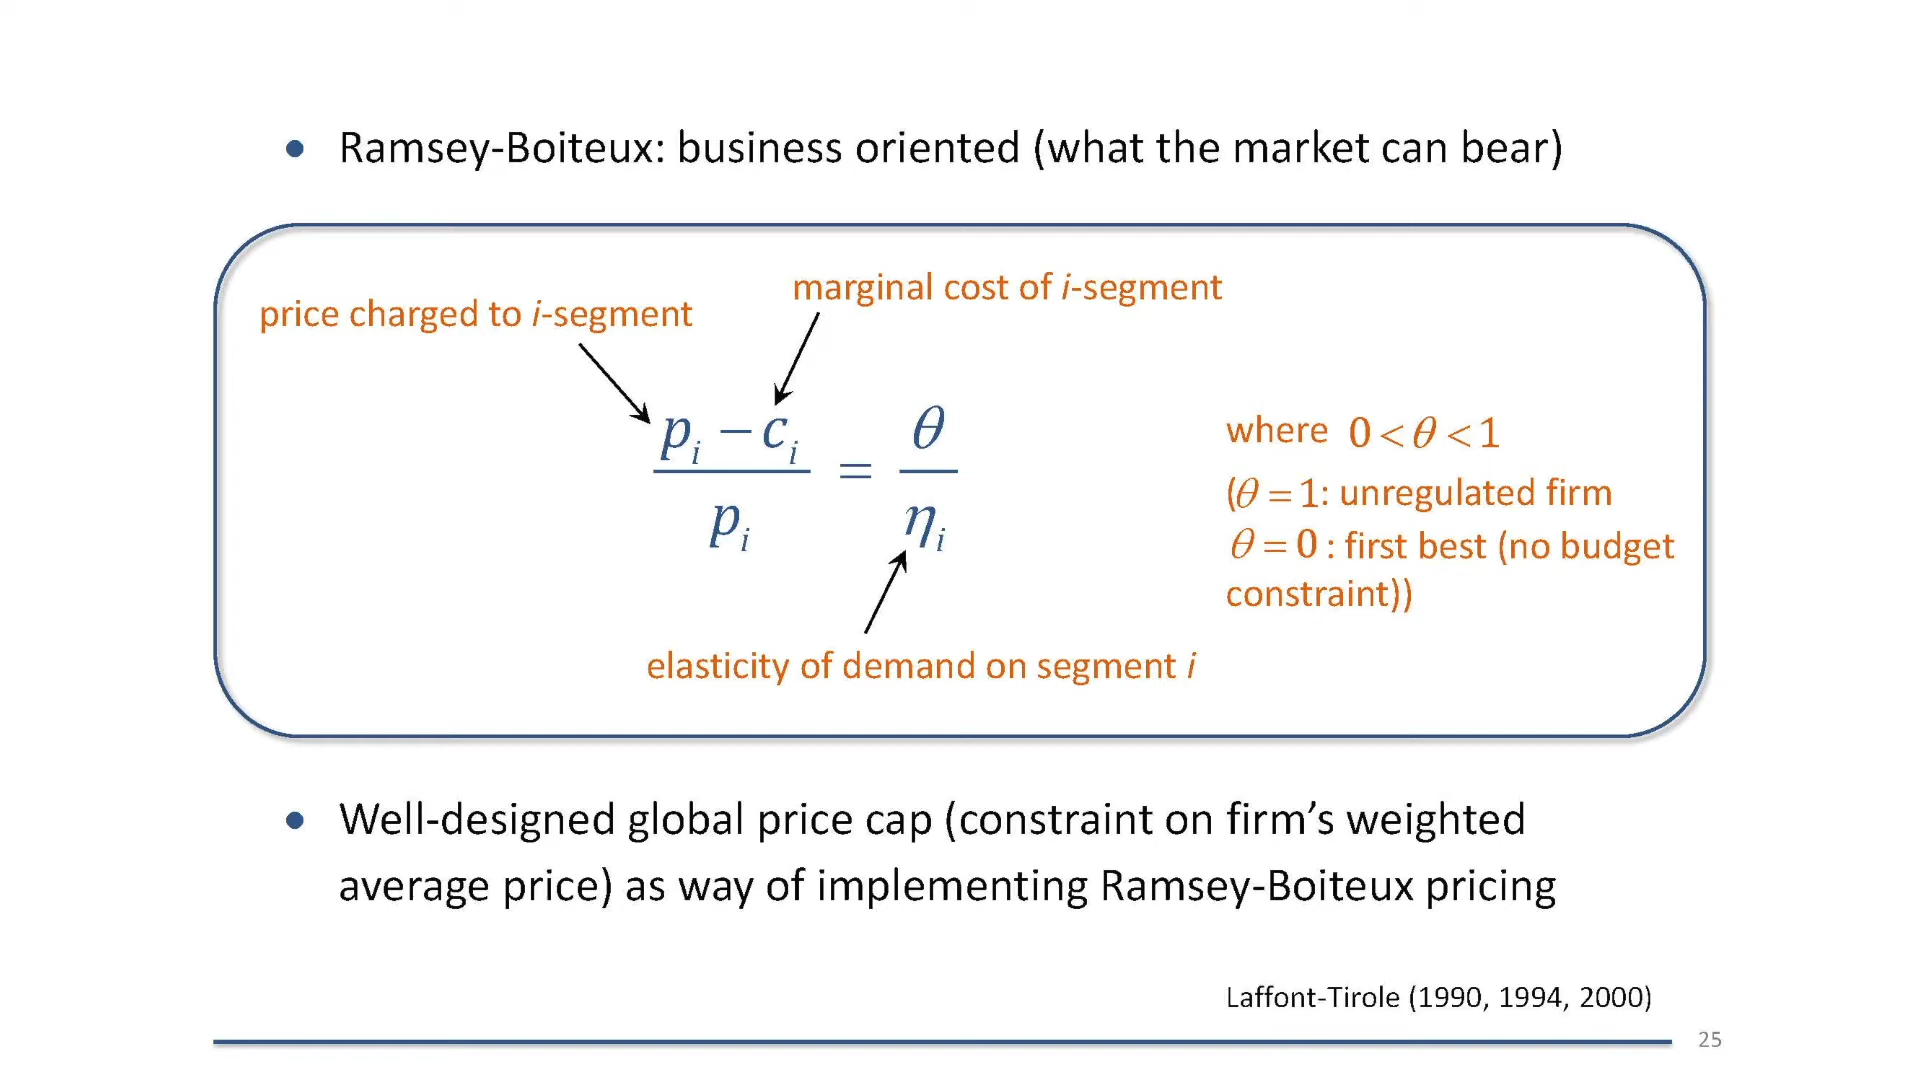 • Ramsey-Boiteux: business oriented (what the market can bear)
marginal cost of i-segment
price charged to i-segment
(p_i − c_i) / p_i = θ / η_i
where 0 < θ < 1
(θ = 1: unregulated firm
θ = 0 : first best (no budget
constraint))
elasticity of demand on segment i
• Well-designed global price cap (constraint on firm’s weighted
average price) as way of implementing Ramsey-Boiteux pricing
Laffont-Tirole (1990, 1994, 2000)
25